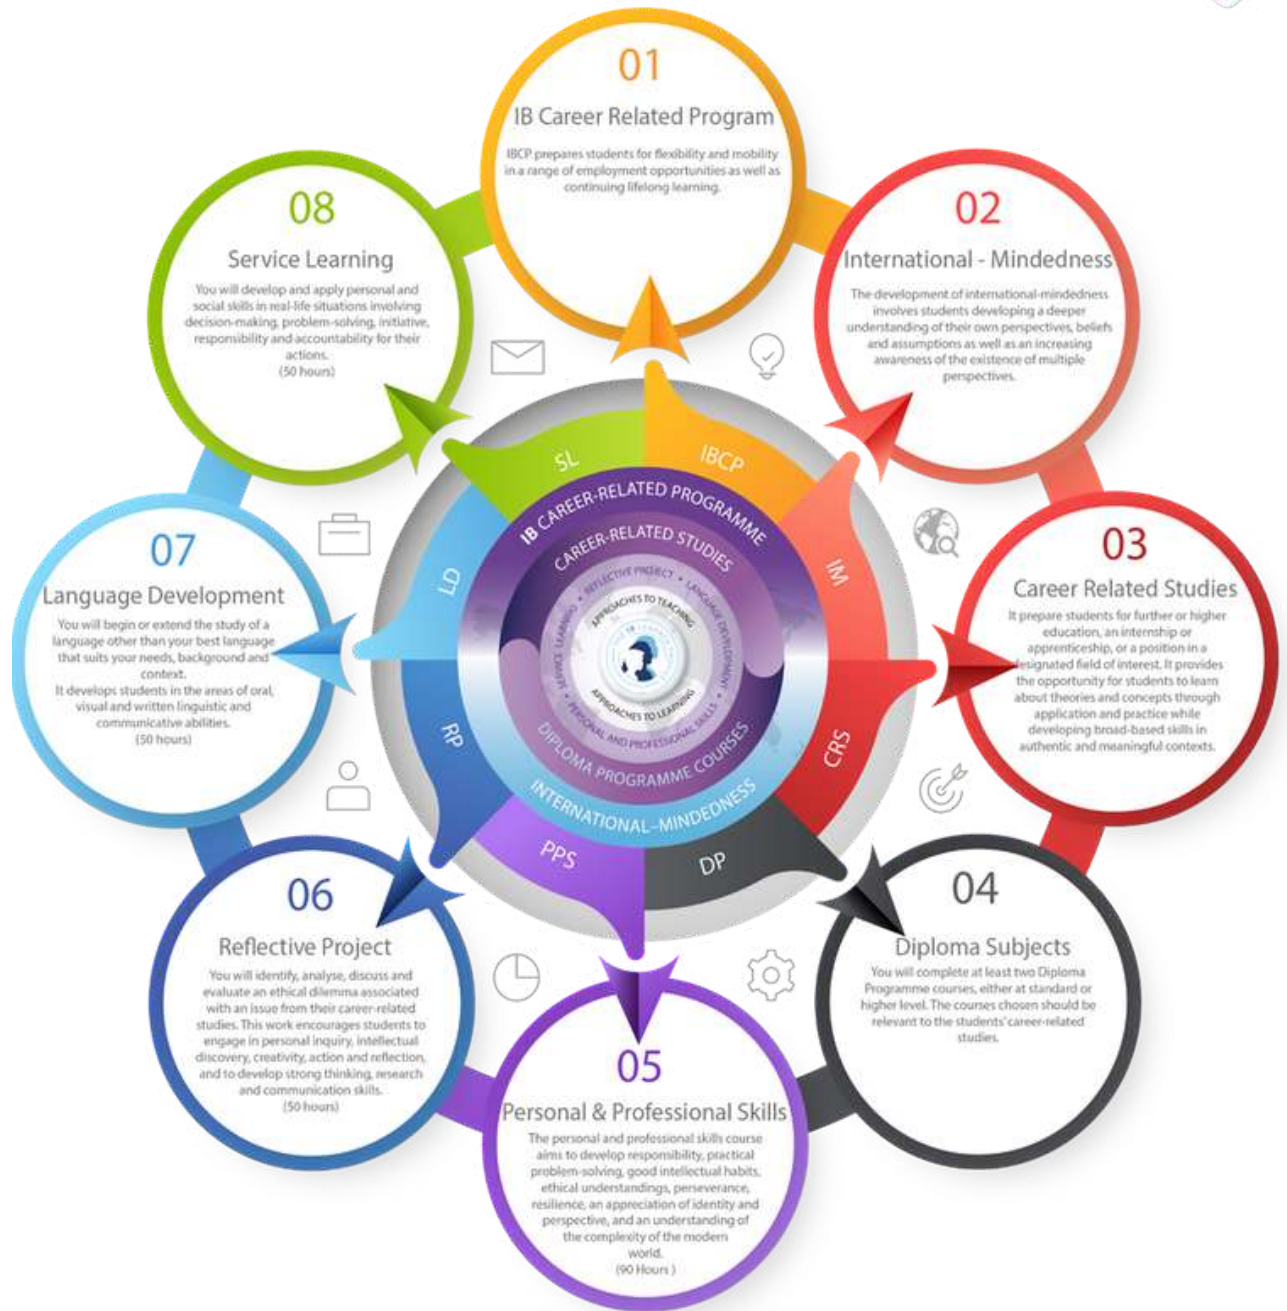 01
IB Career Related Program
IBCP prepares students for flexibility and mobility
in a range of employment opportunities as well as
continuing lifelong learning.
02
International - Mindedness
The development of international-mindedness
involves students developing a deeper
understanding of their own perspectives, beliefs
and assumptions as well as an increasing
awareness of the existence of multiple
perspectives.
03
Career Related Studies
It prepare students for further or higher
education, an internship or
apprenticeship, or a position in a
designated field of interest. It provides
the opportunity for students to learn
about theories and concepts through
application and practice while
developing broad-based skills in
authentic and meaningful contexts.
04
Diploma Subjects
You will complete at least two Diploma
Programme courses, either at standard or
higher level. The courses chosen should be
relevant to the students' career-related
studies.
05
Personal & Professional Skills
The personal and professional skills course
aims to develop responsibility, practical
problem-solving, good intellectual habits,
ethical understandings, perseverance,
resilience, an appreciation of identity and
perspective, and an understanding of
the complexity of the modern
world.
(90 Hours )
06
Reflective Project
You will identify, analyse, discuss and
evaluate an ethical dilemma associated
with an issue from their career-related
studies. This work encourages students to
engage in personal inquiry, intellectual
discovery, creativity, action and reflection,
and to develop strong thinking, research
and communication skills.
(50 hours)
07
Language Development
You will begin or extend the study of a
language other than your best language
that suits your needs, background and
context.
It develops students in the areas of oral,
visual and written linguistic and
communicative abilities.
(50 hours)
08
Service Learning
You will develop and apply personal and
social skills in real-life situations involving
decision-making, problem-solving, initiative,
responsibility and accountability for their
actions.
(50 hours)
IBCP
IM
CRS
DP
PPS
RP
LD
SL
IB CAREER-RELATED PROGRAMME
INTERNATIONAL-MINDEDNESS
CAREER-RELATED STUDIES
DIPLOMA PROGRAMME COURSES
SERVICE LEARNING • REFLECTIVE PROJECT • LANGUAGE DEVELOPMENT •
PERSONAL AND PROFESSIONAL SKILLS •
APPROACHES TO TEACHING
APPROACHES TO LEARNING